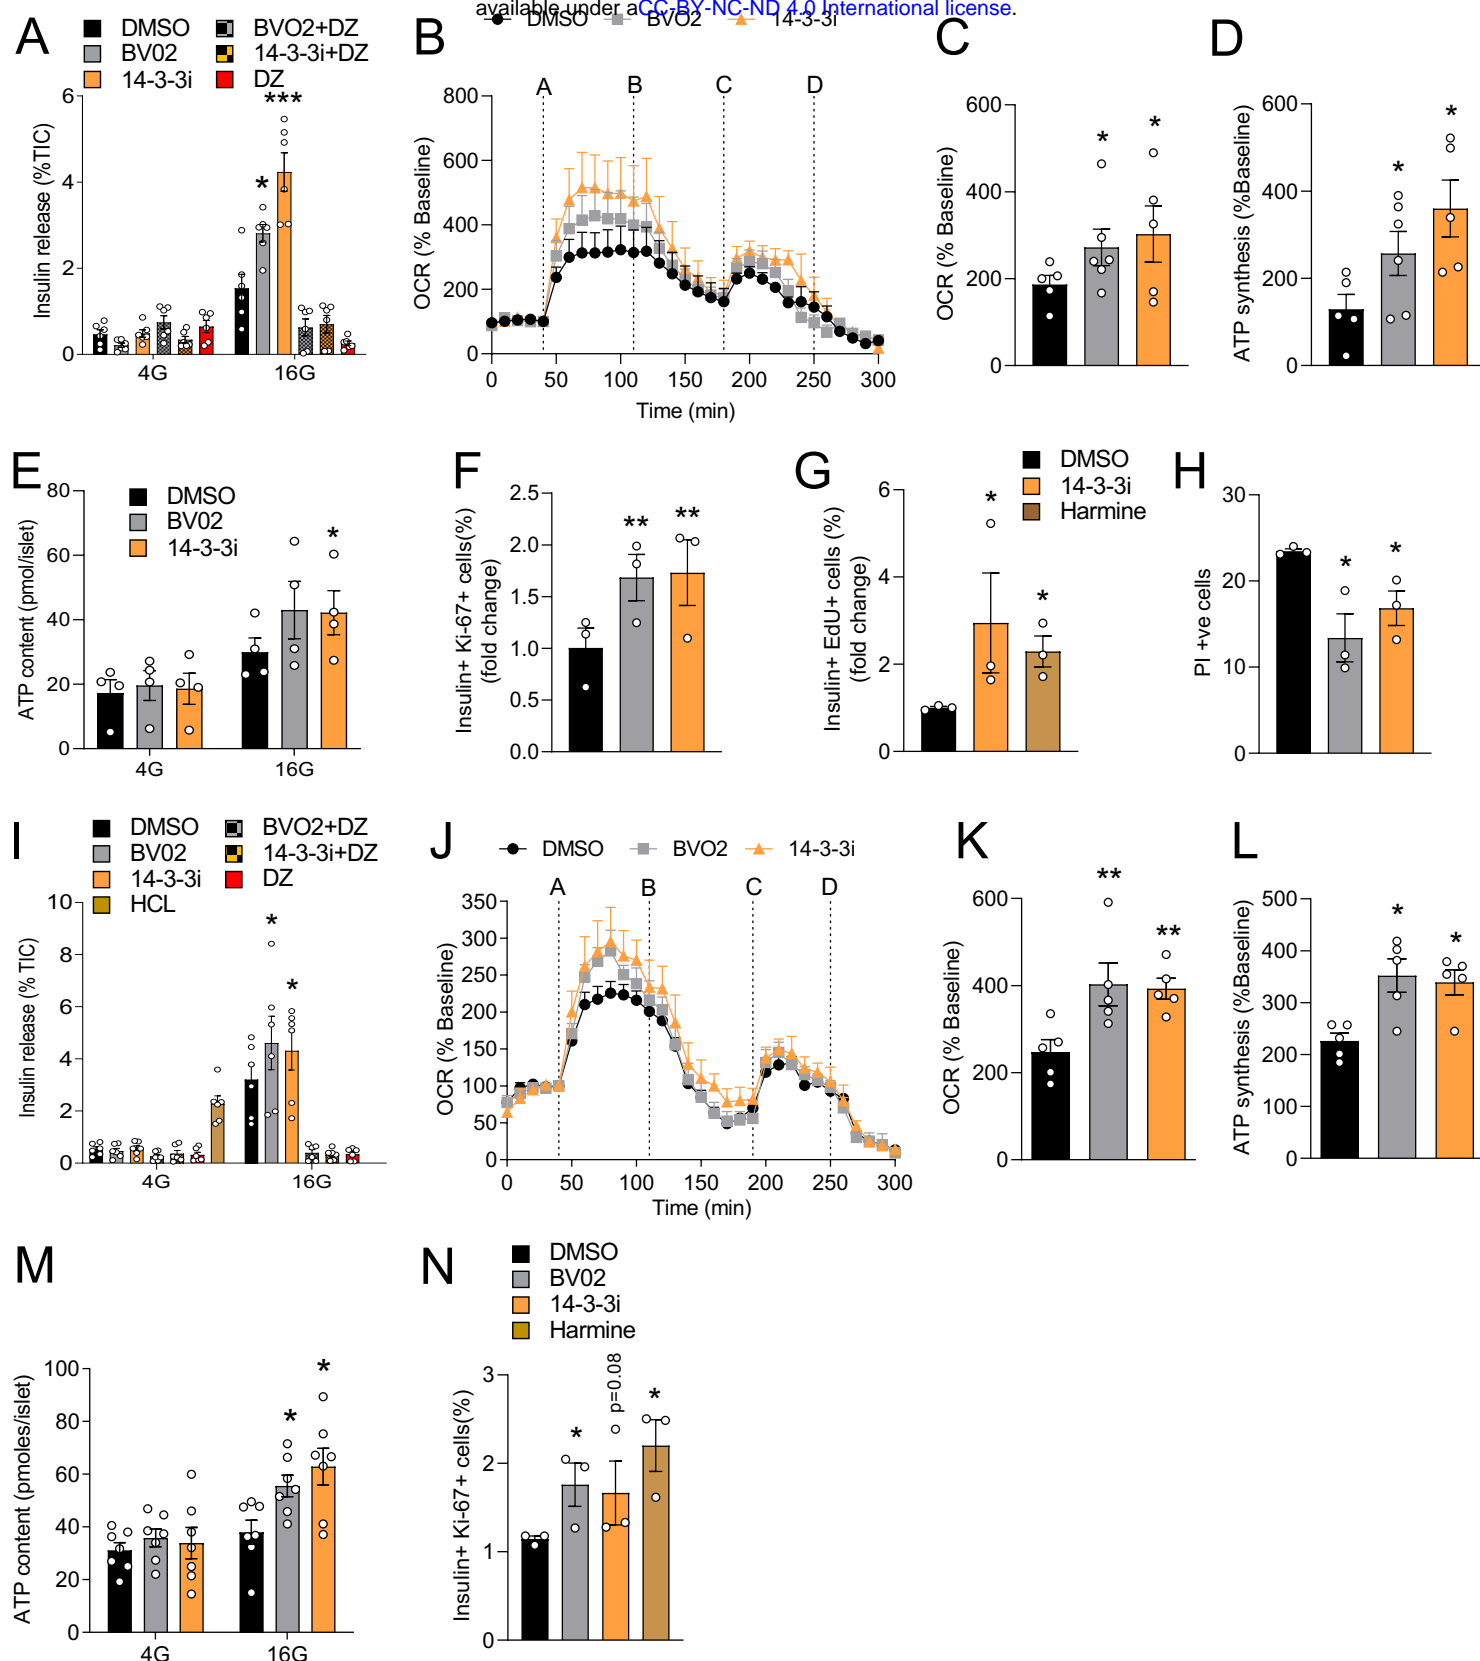 available under aCC-BY-NC-ND 4.0 International license.
A
DMSO
BV02
14-3-3i
BVO2+DZ
14-3-3i+DZ
DZ
Insulin release (%TIC)
6
4
2
0
*
***
4G
16G
B
DMSO
BVO2
14-3-3i
A
B
C
D
OCR (% Baseline)
800
600
400
200
0
0
50
100
150
200
250
300
Time (min)
C
OCR (% Baseline)
600
400
200
0
*
*
D
ATP synthesis (%Baseline)
600
400
200
0
*
*
E
DMSO
BV02
14-3-3i
ATP content (pmol/islet)
80
60
40
20
0
*
4G
16G
F
Insulin+ Ki-67+ cells(%)
(fold change)
2.5
2.0
1.5
1.0
0.5
0.0
**
**
G
DMSO
14-3-3i
Harmine
Insulin+ EdU+ cells (%)
(fold change)
6
4
2
0
*
*
H
PI +ve cells
30
20
10
0
*
*
I
DMSO
BV02
14-3-3i
HCL
BVO2+DZ
14-3-3i+DZ
DZ
Insulin release (% TIC)
10
8
6
4
2
0
*
*
4G
16G
J
DMSO
BVO2
14-3-3i
A
B
C
D
OCR (% Baseline)
350
300
250
200
150
100
50
0
0
50
100
150
200
250
300
Time (min)
K
OCR (% Baseline)
600
400
200
0
**
**
L
ATP synthesis (%Baseline)
500
400
300
200
100
0
*
*
M
ATP content (pmoles/islet)
100
80
60
40
20
0
*
*
4G
16G
N
DMSO
BV02
14-3-3i
Harmine
Insulin+ Ki-67+ cells(%)
3
2
1
0
*
p=0.08
*